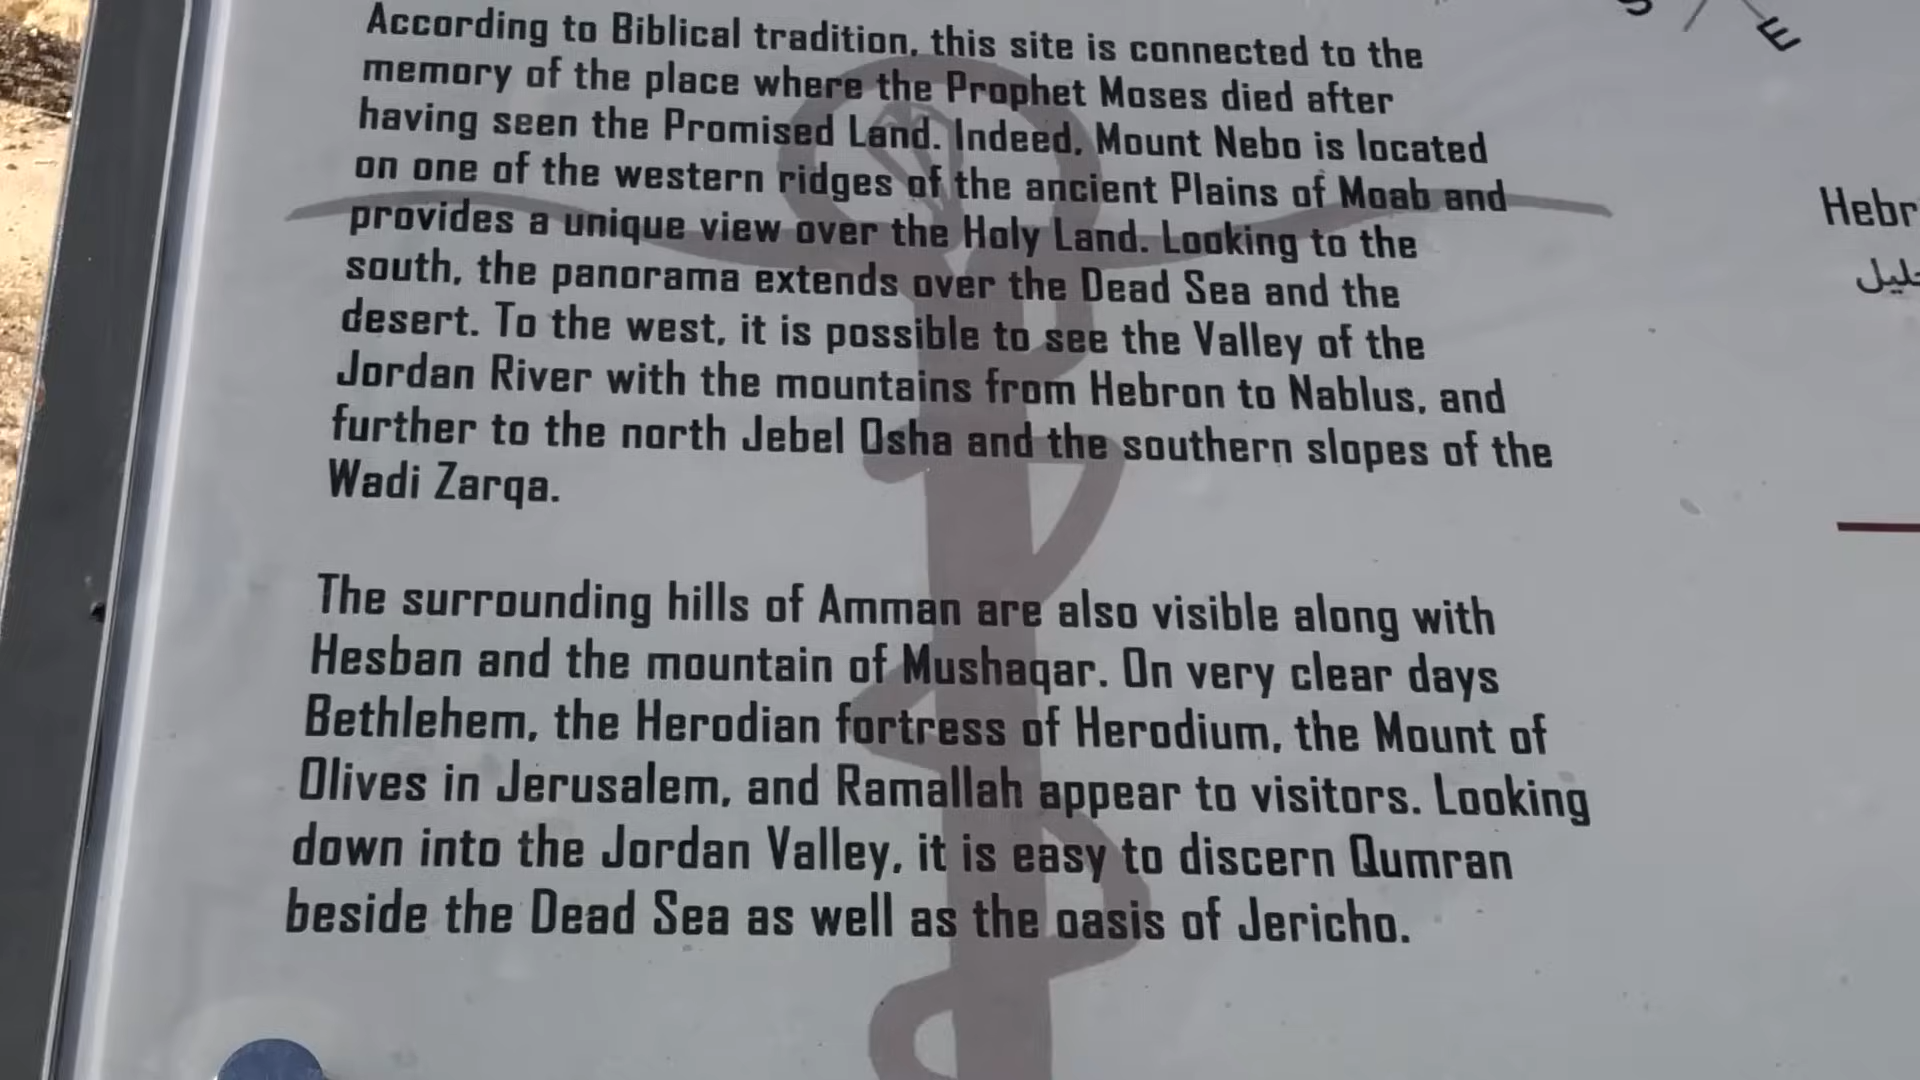 According to Biblical tradition, this site is connected to the
memory of the place where the Prophet Moses died after
having seen the Promised Land. Indeed, Mount Nebo is located
on one of the western ridges of the ancient Plains of Moab and
provides a unique view over the Holy Land. Looking to the
south, the panorama extends over the Dead Sea and the
desert. To the west, it is possible to see the Valley of the
Jordan River with the mountains from Hebron to Nablus, and
further to the north Jebel Osha and the southern slopes of the
Wadi Zarqa.
The surrounding hills of Amman are also visible along with
Hesban and the mountain of Mushaqar. On very clear days
Bethlehem, the Herodian fortress of Herodium, the Mount of
Olives in Jerusalem, and Ramallah appear to visitors. Looking
down into the Jordan Valley, it is easy to discern Qumran
beside the Dead Sea as well as the oasis of Jericho.
E
Hebr